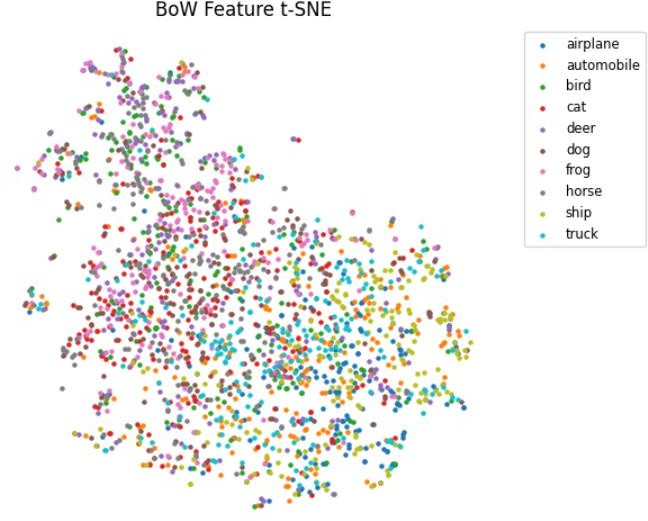 BoW Feature t-SNE
airplane
automobile
bird
cat
deer
dog
frog
horse
ship
truck